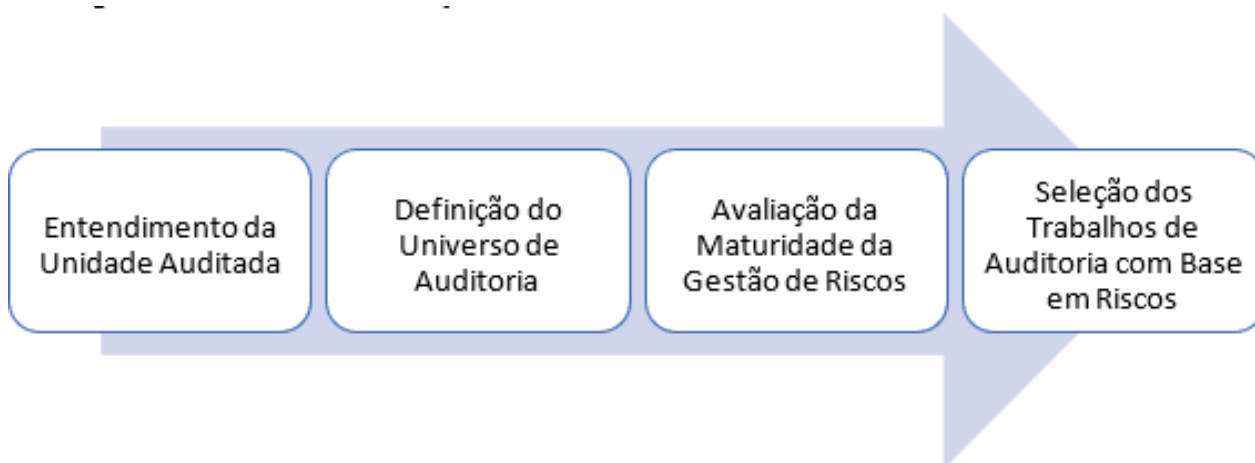 Entendimento da
Unidade Auditada
Definição do
Universo de
Auditoria
Avaliação da
Maturidade da
Gestão de Riscos
Seleção dos
Trabalhos de
Auditoria com Base
em Riscos